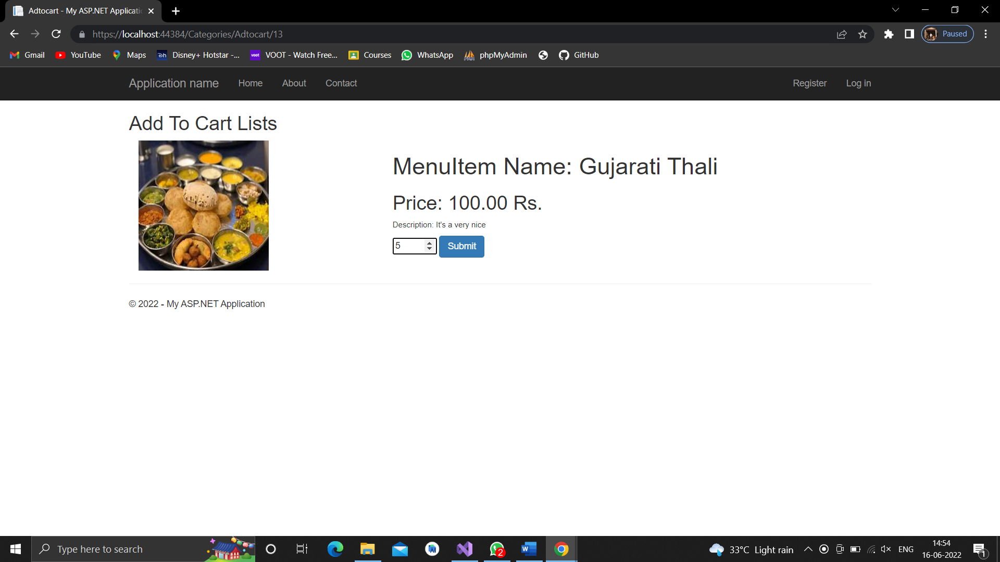 Adtocart - My ASP.NET Applicati
https://localhost:44384/Categories/Adtocart/13
Paused
Gmail
YouTube
Maps
Disney+ Hotstar -...
VOOT - Watch Free...
Courses
WhatsApp
phpMyAdmin
GitHub
Application name
Home
About
Contact
Register
Log in
Add To Cart Lists
MenuItem Name: Gujarati Thali
Price: 100.00 Rs.
Description: It's a very nice
5
Submit
© 2022 - My ASP.NET Application
Type here to search
2
33°C Light rain
ENG
14:54
16-06-2022
1